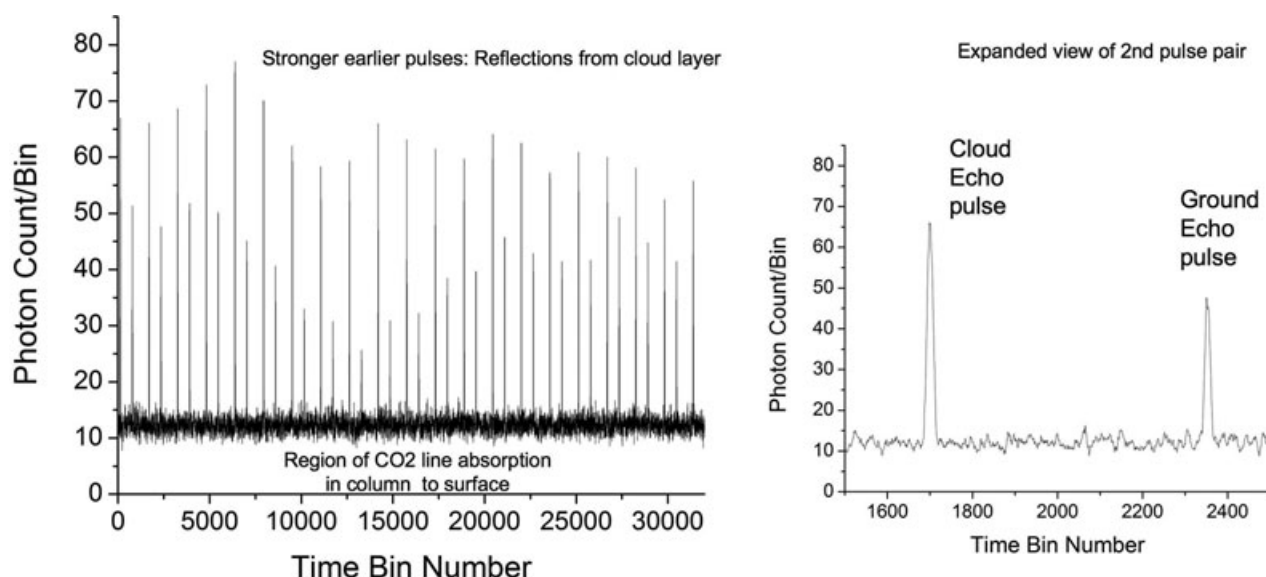 Stronger earlier pulses: Reflections from cloud layer
85
80
70
60
50
40
30
20
10
0
Photon Count/Bin
Region of CO2 line absorption
in column to surface
0 5000 10000 15000 20000 25000 30000
Time Bin Number
Expanded view of 2nd pulse pair
Cloud
Echo
pulse
Ground
Echo
pulse
85
80
70
60
50
40
30
20
10
0
Photon Count/Bin
1600 1800 2000 2200 2400
Time Bin Number